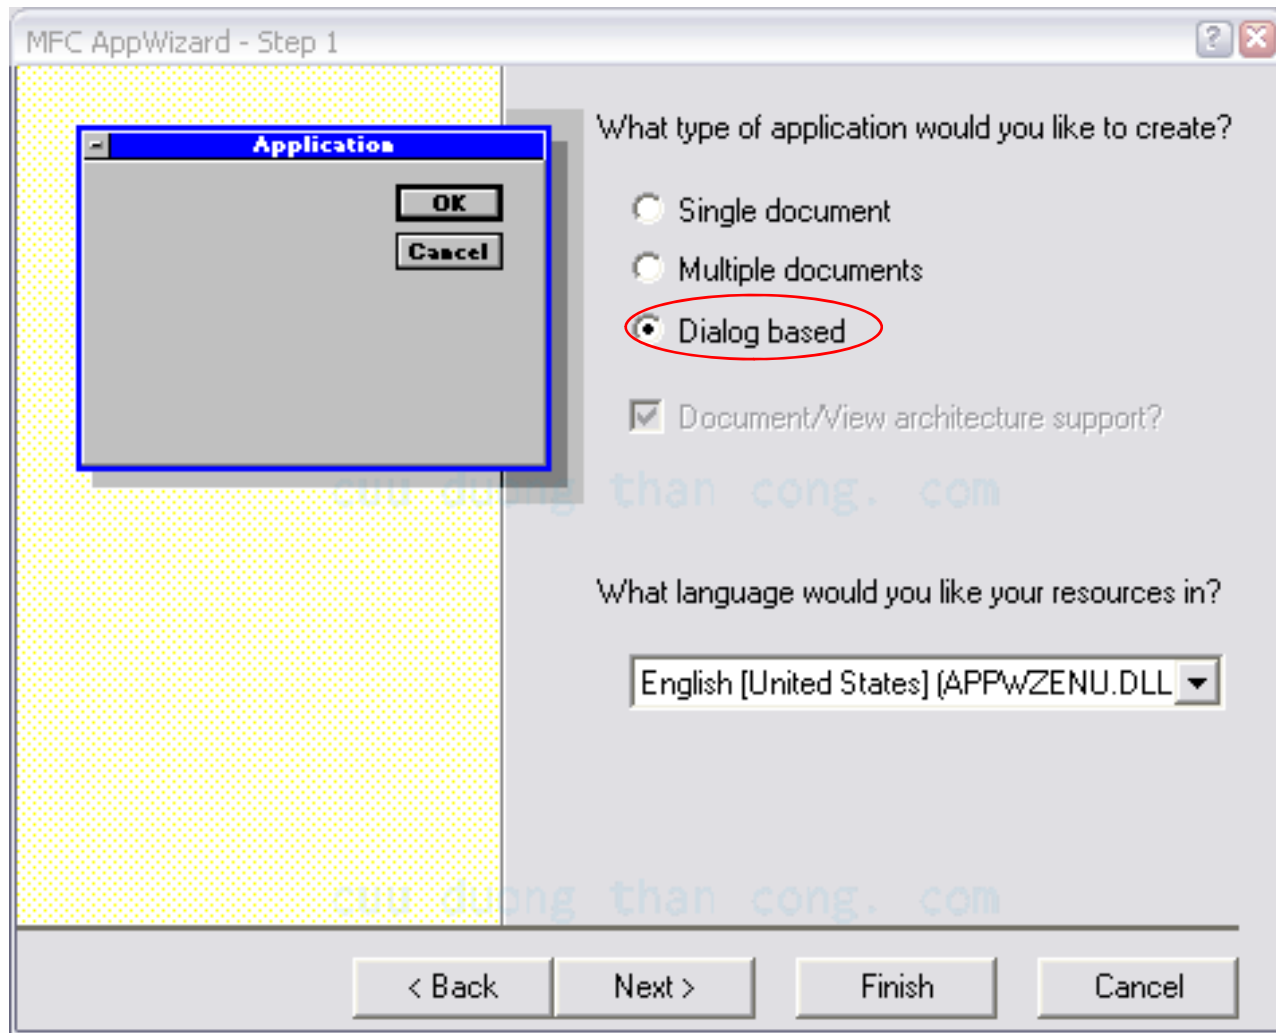 MFC AppWizard - Step 1
Application
OK
Cancel
What type of application would you like to create?
Single document
Multiple documents
Dialog based
Document/View architecture support?
cuu duong than cong. com
What language would you like your resources in?
English [United States] (APPWZENU.DLL
cuu duong than cong. com
< Back
Next >
Finish
Cancel